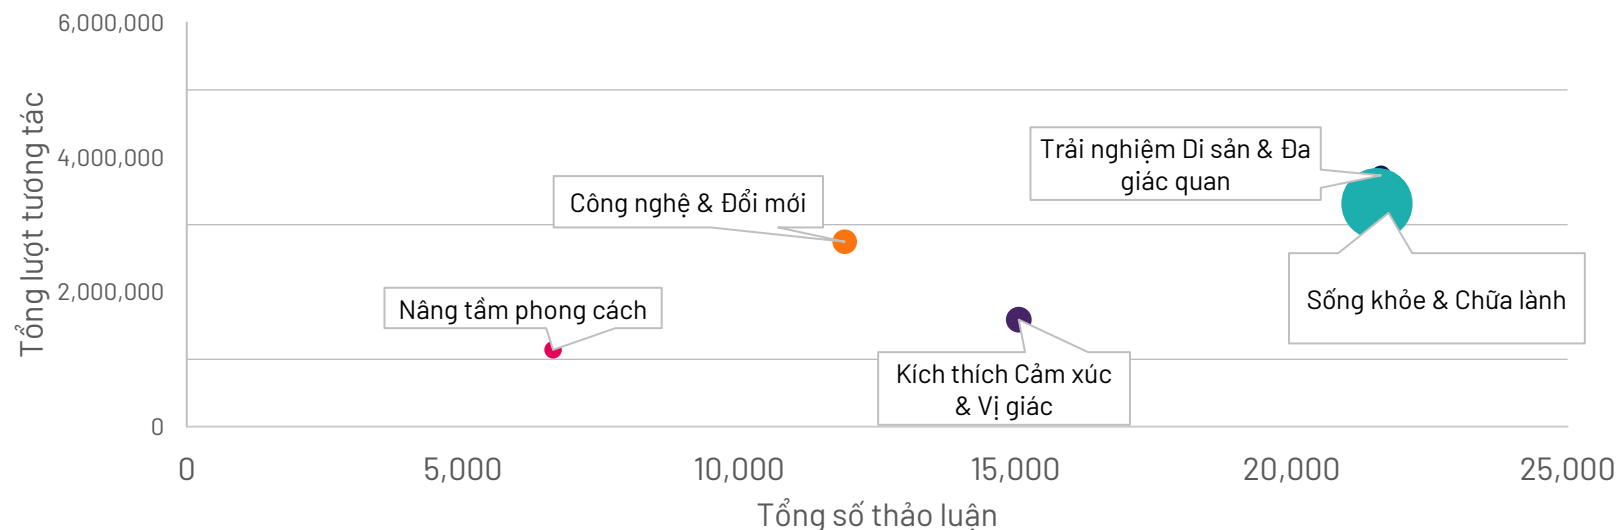 6,000,000
4,000,000
2,000,000
0
Tổng lượt tương tác
Trải nghiệm Di sản & Đa
giác quan
Công nghệ & Đổi mới
Sống khỏe & Chữa lành
Nâng tầm phong cách
Kích thích Cảm xúc
& Vị giác
0
5,000
10,000
15,000
20,000
25,000
Tổng số thảo luận